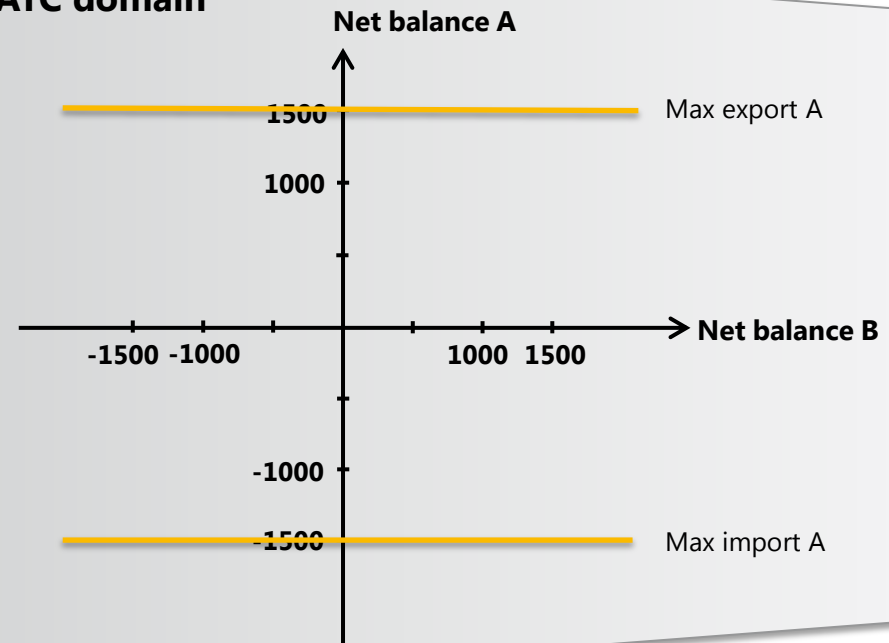 ATC domain
Net balance A
1500
Max export A
1000
Net balance B
-1500 -1000
1000 1500
-1000
-1500
Max import A